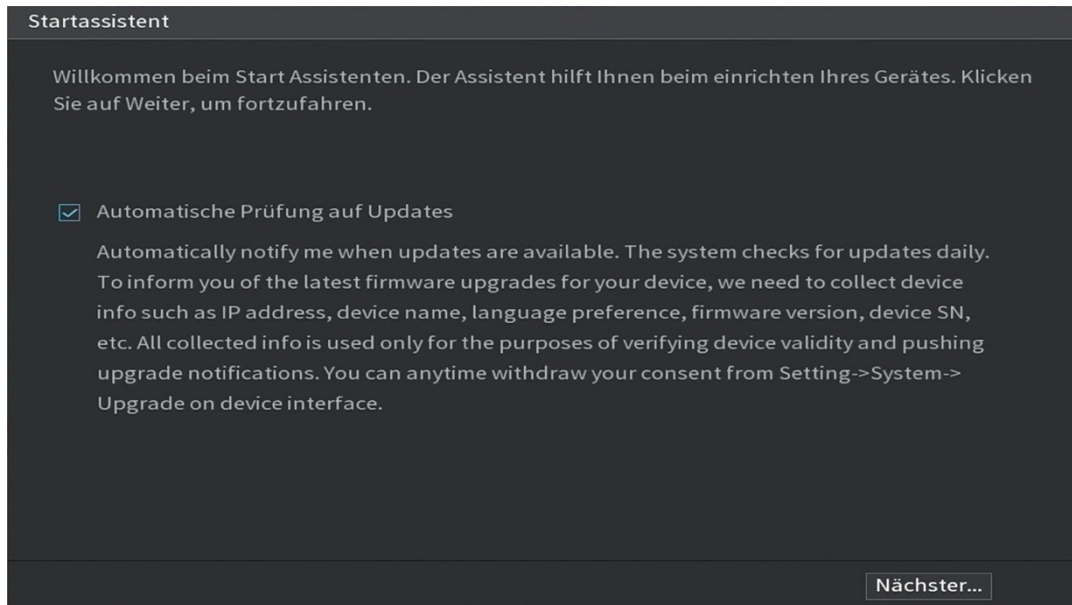 Startassistent
Willkommen beim Start Assistenten. Der Assistent hilft Ihnen beim einrichten Ihres Gerätes. Klicken
Sie auf Weiter, um fortzufahren.
Automatische Prüfung auf Updates
Automatically notify me when updates are available. The system checks for updates daily.
To inform you of the latest firmware upgrades for your device, we need to collect device
info such as IP address, device name, language preference, firmware version, device SN,
etc. All collected info is used only for the purposes of verifying device validity and pushing
upgrade notifications. You can anytime withdraw your consent from Setting->System->
Upgrade on device interface.
Nächster...